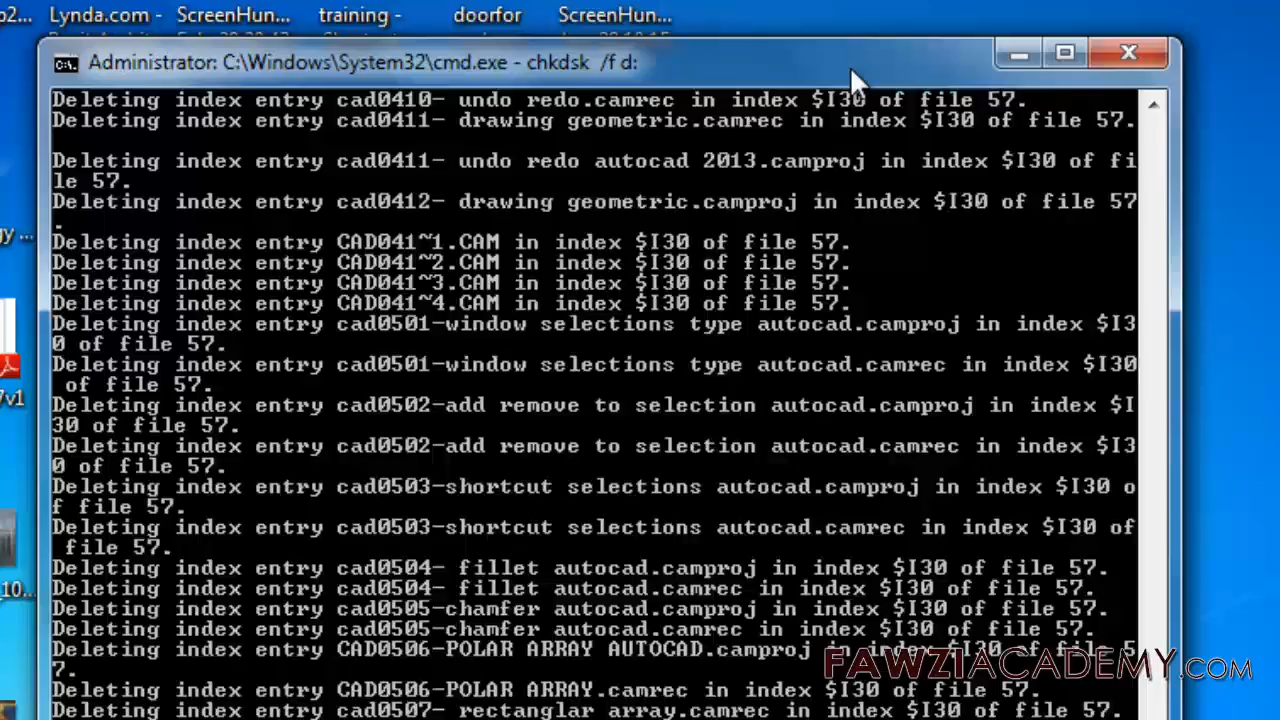 p2... Lynda.com - ScreenHun... training - doorfor ScreenHun...
Administrator: C:\Windows\System32\cmd.exe - chkdsk /f d:
Deleting index entry cad0410- undo redo.camrec in index $I30 of file 57.
Deleting index entry cad0411- drawing geometric.camrec in index $I30 of file 57.
Deleting index entry cad0411- undo redo autocad 2013.camproj in index $I30 of fi
le 57.
Deleting index entry cad0412- drawing geometric.camproj in index $I30 of file 57
.
gy ...
Deleting index entry CAD041~1.CAM in index $I30 of file 57.
Deleting index entry CAD041~2.CAM in index $I30 of file 57.
Deleting index entry CAD041~3.CAM in index $I30 of file 57.
Deleting index entry CAD041~4.CAM in index $I30 of file 57.
Deleting index entry cad0501-window selections type autocad.camproj in index $I3
0 of file 57.
Deleting index entry cad0501-window selections type autocad.camrec in index $I30
of file 57.
7v1
Deleting index entry cad0502-add remove to selection autocad.camproj in index $I
30 of file 57.
Deleting index entry cad0502-add remove to selection autocad.camrec in index $I3
0 of file 57.
Deleting index entry cad0503-shortcut selections autocad.camproj in index $I30 o
f file 57.
Deleting index entry cad0503-shortcut selections autocad.camrec in index $I30 of
file 57.
Deleting index entry cad0504- fillet autocad.camproj in index $I30 of file 57.
Deleting index entry cad0504- fillet autocad.camrec in index $I30 of file 57.
_10...
Deleting index entry cad0505-chamfer autocad.camproj in index $I30 of file 57.
Deleting index entry cad0505-chamfer autocad.camrec in index $I30 of file 57.
Deleting index entry CAD0506-POLAR ARRAY AUTOCAD.camproj in index $I30 of file 5
7.
FAWZIACADEMY.COM
Deleting index entry CAD0506-POLAR ARRAY.camrec in index $I30 of file 57.
Deleting index entry cad0507- rectanglar array.camrec in index $I30 of file 57.